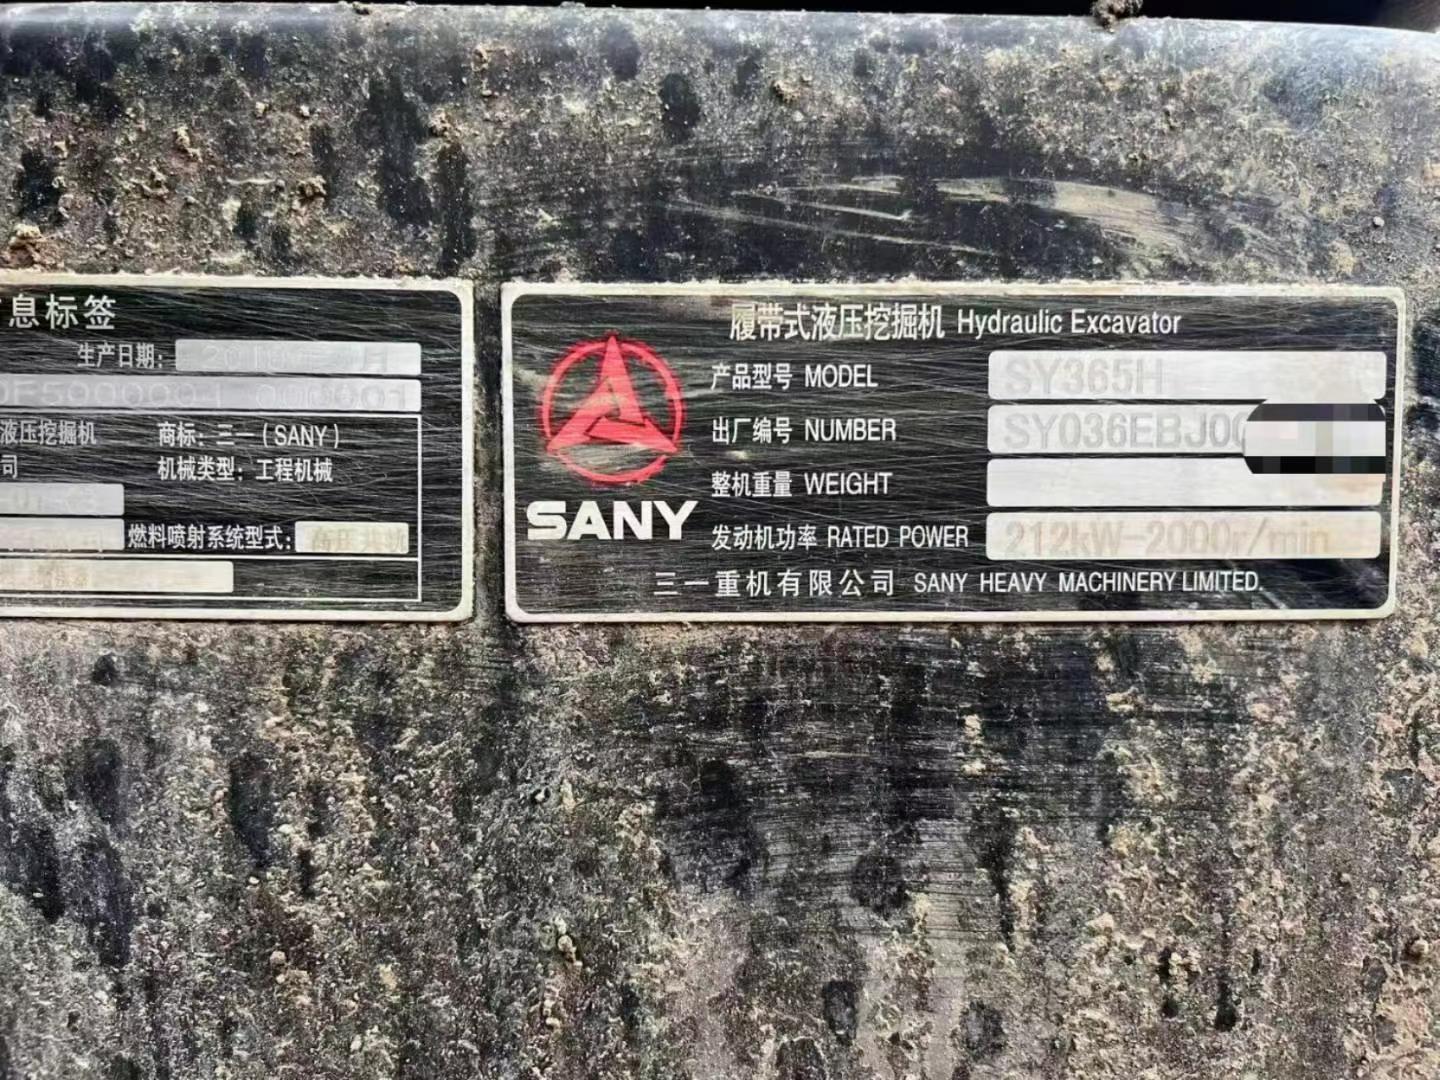 息标签
生产日期:
液压挖掘机 商标: 三一 (SANY)
司 机械类型: 工程机械
燃料喷射系统型式: 高压共轨
履带式液压挖掘机 Hydraulic Excavator
产品型号 MODEL SY365H
出厂编号 NUMBER SY036EBJ0
整机重量 WEIGHT
发动机功率 RATED POWER 212kW-2000r/min
SANY
三一重机有限公司 SANY HEAVY MACHINERY LIMITED.